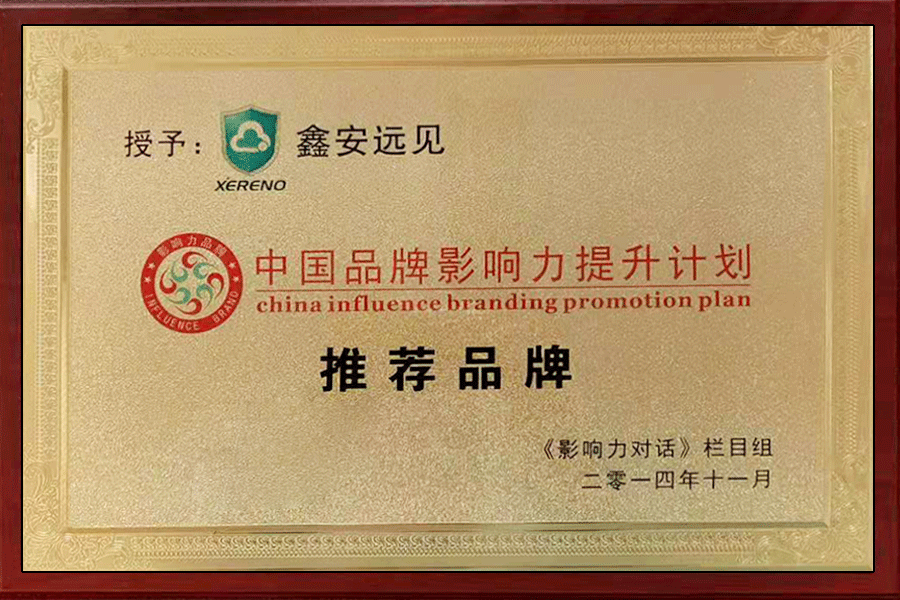 授予： 鑫安远见
XERENO
影响力品牌
INFLUENCE BRAND
中国品牌影响力提升计划
china influence branding promotion plan
推荐品牌
《影响力对话》栏目组
二零一四年十一月